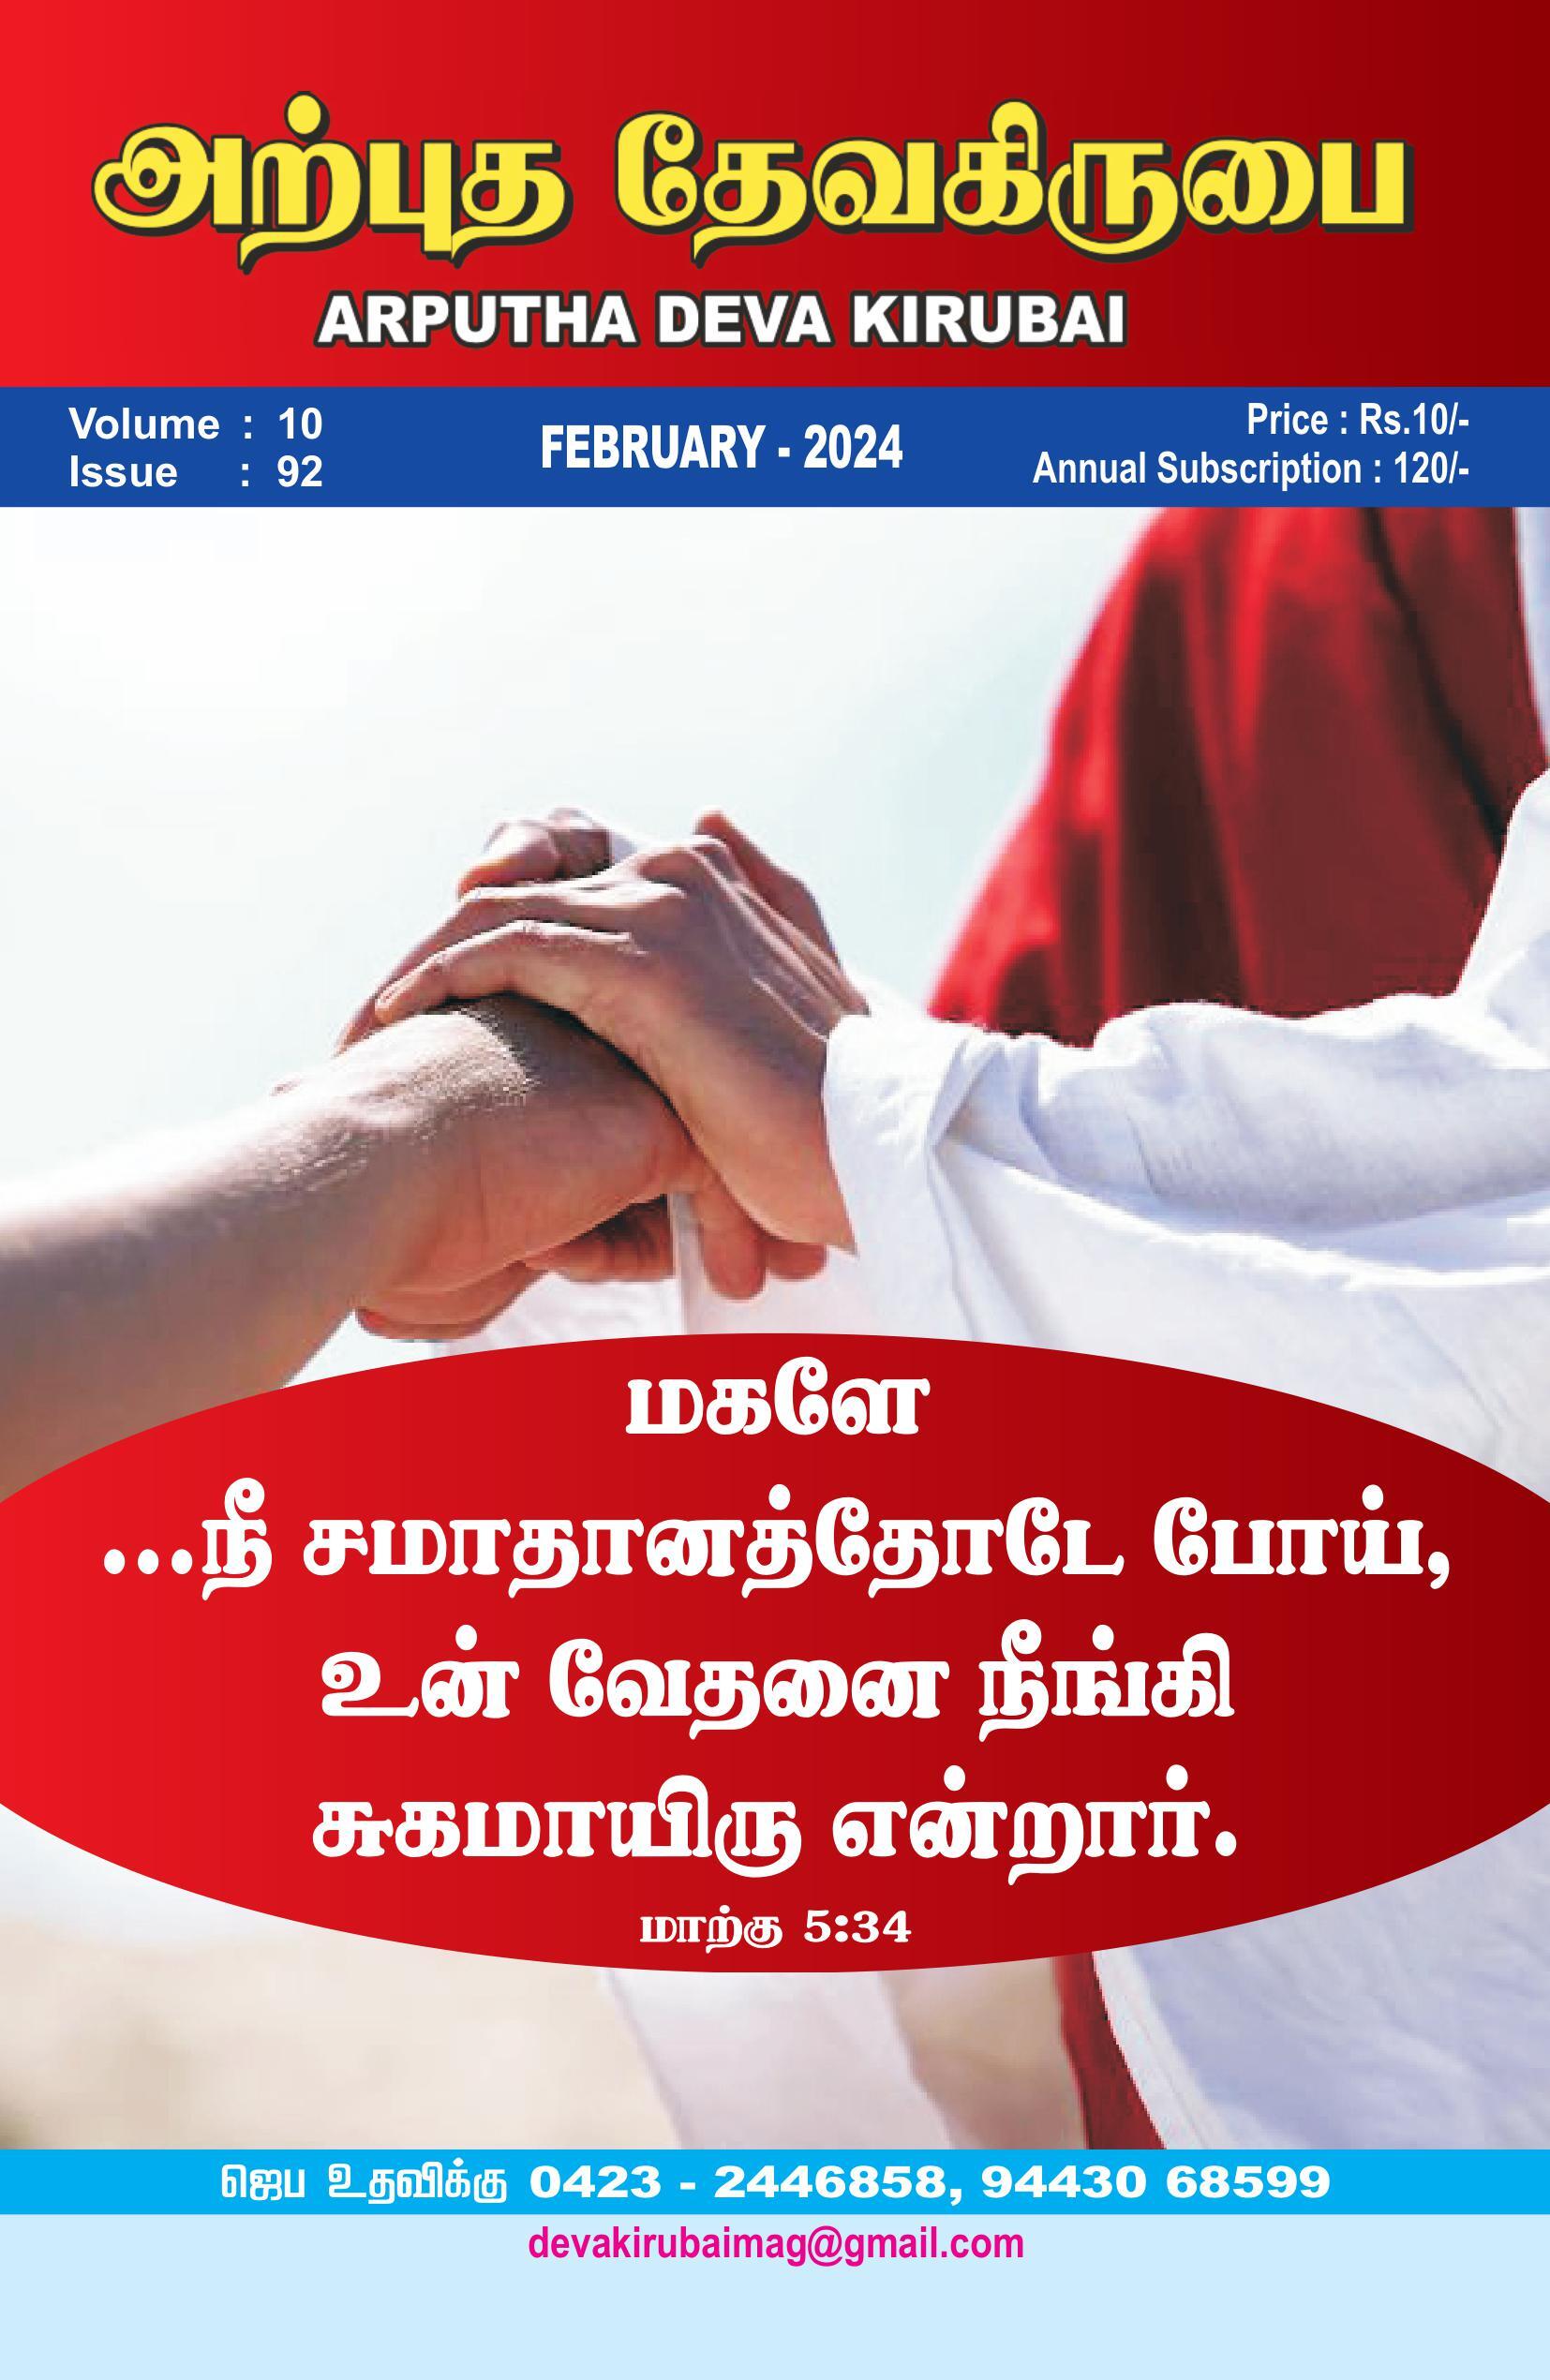 அற்புத தேவகிருபை
ARPUTHA DEVA KIRUBAI
Volume : 10
Issue : 92
FEBRUARY - 2024
Price : Rs.10/-
Annual Subscription : 120/-
மகளே
...நீ சமாதானத்தோடே போய்,
உன் வேதனை நீங்கி
சுகமாயிரு என்றார்.
மாற்கு 5:34
ஜெப உதவிக்கு 0423 - 2446858, 94430 68599
devakirubaimag@gmail.com